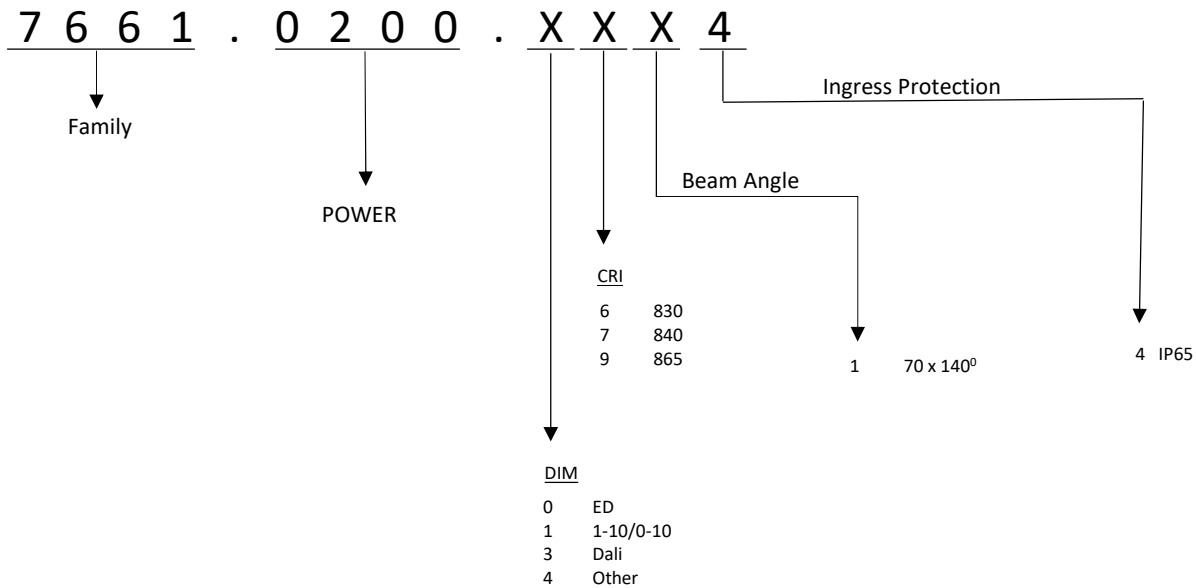 7 6 6 1 . 0 2 0 0 . X X X 4
Ingress Protection
Family
Beam Angle
POWER
CRI
6 830
7 840
9 865
1 70 x 140⁰
4 IP65
DIM
0 ED
1 1-10/0-10
3 Dali
4 Other